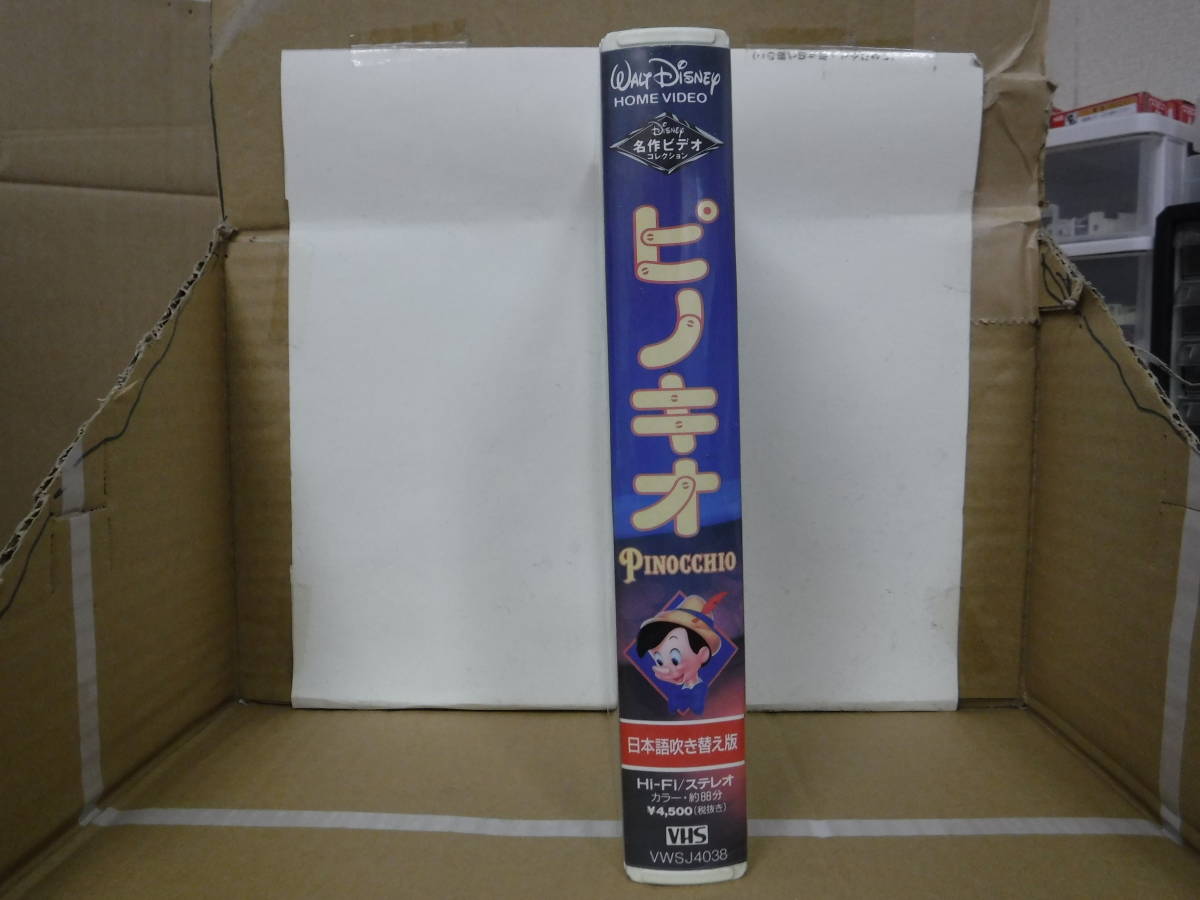 WALT DISNEY
HOME VIDEO
DISNEY
名作ビデオ
コレクション
ピノキオ
PINOCCHIO
日本語吹き替え版
Hi-Fi/ステレオ
カラー・約88分
¥4,500(税抜き)
VHS
VWSJ4038